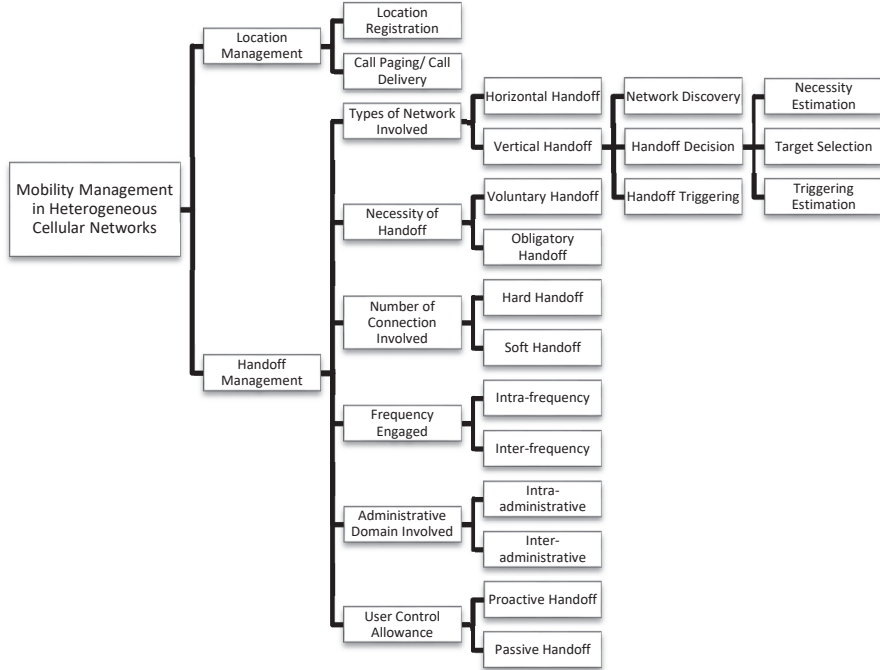 Mobility Management
in Heterogeneous
Cellular Networks
Location
Management
Location
Registration
Call Paging/ Call
Delivery
Handoff
Management
Types of Network
Involved
Horizontal Handoff
Vertical Handoff
Network Discovery
Handoff Decision
Necessity
Estimation
Target Selection
Triggering
Estimation
Handoff Triggering
Necessity of
Handoff
Voluntary Handoff
Obligatory
Handoff
Number of
Connection
Involved
Hard Handoff
Soft Handoff
Frequency
Engaged
Intra-frequency
Inter-frequency
Administrative
Domain Involved
Intra-
administrative
Inter-
administrative
User Control
Allowance
Proactive Handoff
Passive Handoff